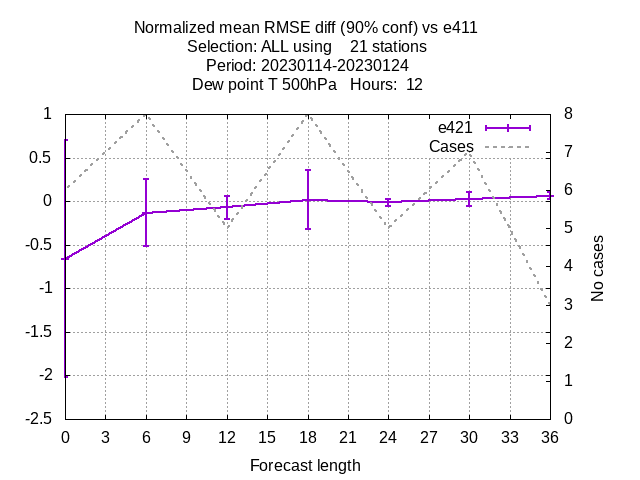 Normalized mean RMSE diff (90% conf) vs e411
Selection: ALL using    21 stations
Period: 20230114-20230124
Dew point T 500hPa   Hours:  12
e421
Cases
1
0.5
0
-0.5
-1
-1.5
-2
-2.5
8
7
6
5
4
3
2
1
0
No cases
0 3 6 9 12 15 18 21 24 27 30 33 36
Forecast length